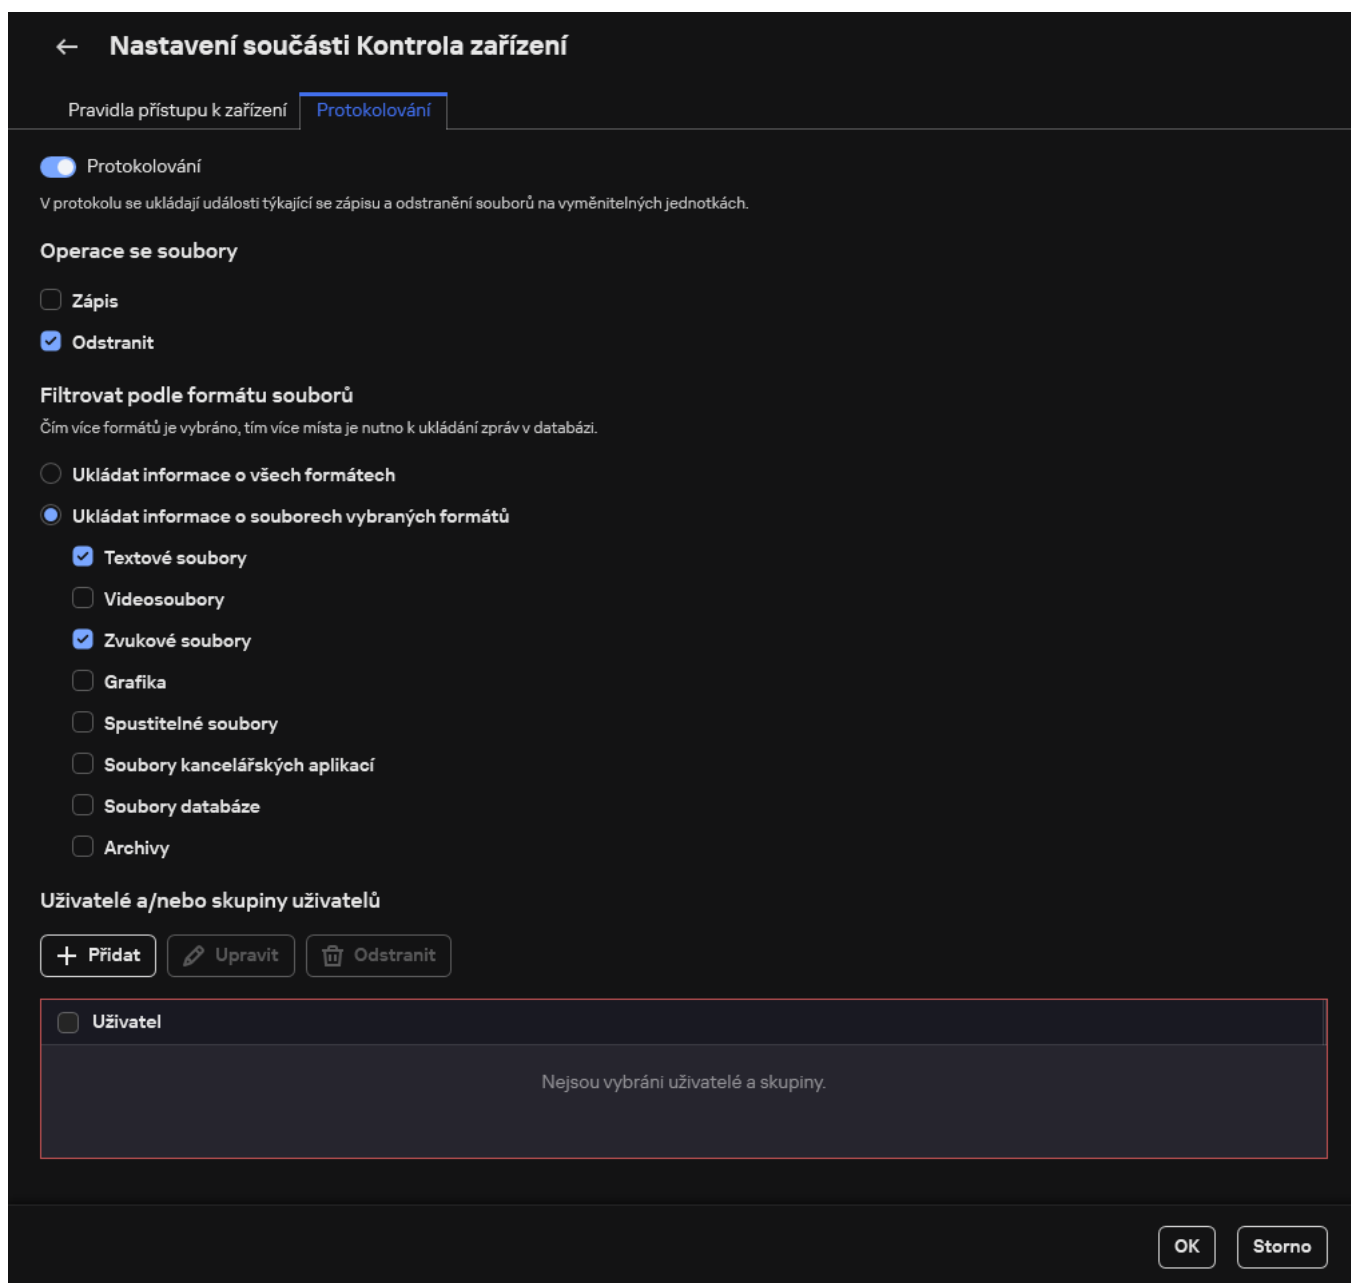 Nastavení součásti Kontrola zařízení
Pravidla přístupu k zařízení
Protokolování
Protokolování
V protokolu se ukládají události týkající se zápisu a odstranění souborů na vyměnitelných jednotkách.
Operace se soubory
Zápis
Odstranit
Filtrovat podle formátu souborů
Čím více formátů je vybráno, tím více místa je nutno k ukládání zpráv v databázi.
Ukládat informace o všech formátech
Ukládat informace o souborech vybraných formátů
Textové soubory
Videosoubory
Zvukové soubory
Grafika
Spustitelné soubory
Soubory kancelářských aplikací
Soubory databáze
Archivy
Uživatelé a/nebo skupiny uživatelů
Přidat
Upravit
Odstranit
Uživatel
Nejsou vybráni uživatelé a skupiny.
OK
Storno